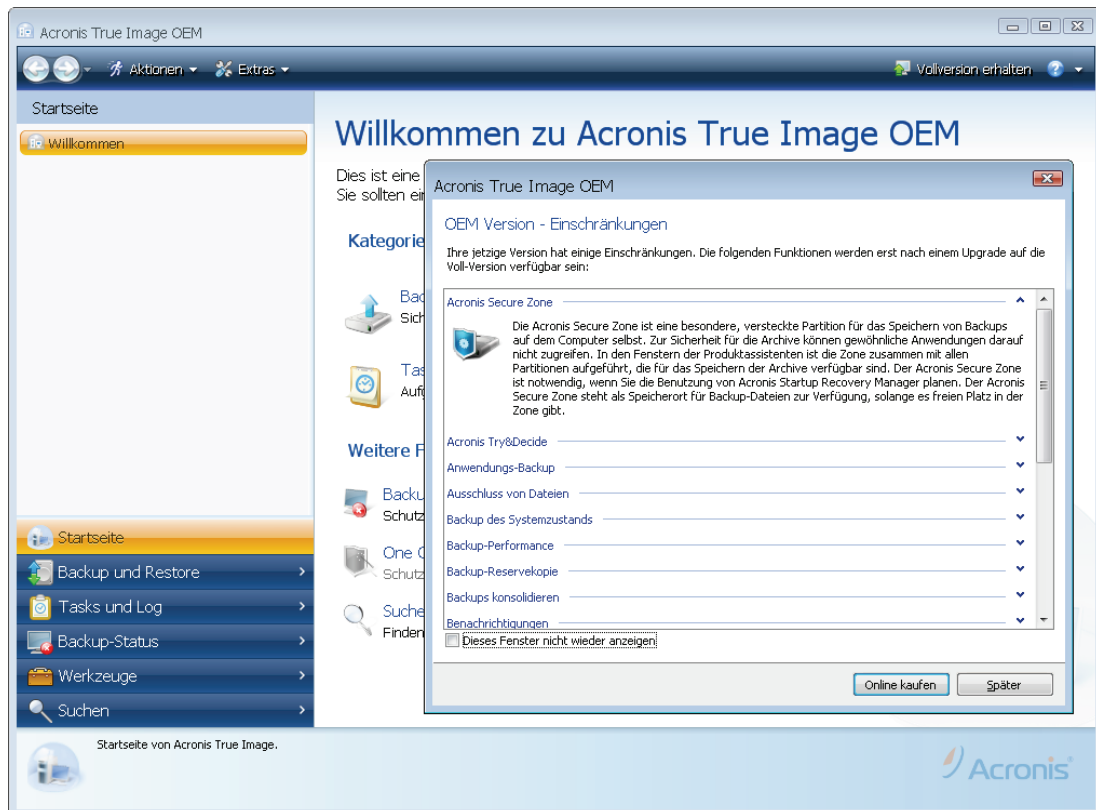 Acronis True Image OEM
Aktionen
Extras
Vollversion erhalten
Startseite
Willkommen
Willkommen zu Acronis True Image OEM
Dies ist eine
Sie sollten
Kategorie
Bac
Sich
Tas
Aufg
Weitere F
Backu
Schutz
One C
Schutz
Suche
Finden
Startseite
Backup und Restore
Tasks und Log
Backup-Status
Werkzeuge
Suchen
Acronis True Image OEM
OEM Version - Einschränkungen
Ihre jetzige Version hat einige Einschränkungen. Die folgenden Funktionen werden erst nach einem Upgrade auf die
Voll-Version verfügbar sein:
Acronis Secure Zone
Die Acronis Secure Zone ist eine besondere, versteckte Partition für das Speichern von Backups
auf dem Computer selbst. Zur Sicherheit für die Archive können gewöhnliche Anwendungen darauf
nicht zugreifen. In den Fenstern der Produktassistenten ist die Zone zusammen mit allen
Partitionen aufgeführt, die für das Speichern der Archive verfügbar sind. Der Acronis Secure Zone
ist notwendig, wenn Sie die Benutzung von Acronis Startup Recovery Manager planen. Der Acronis
Secure Zone steht als Speicherort für Backup-Dateien zur Verfügung, solange es freien Platz in der
Zone gibt.
Acronis Try&Decide
Anwendungs-Backup
Ausschluss von Dateien
Backup des Systemzustands
Backup-Performance
Backup-Reservekopie
Backups konsolidieren
Benachrichtigungen
Dieses Fenster nicht wieder anzeigen
Online kaufen
Später
Startseite von Acronis True Image.
Acronis